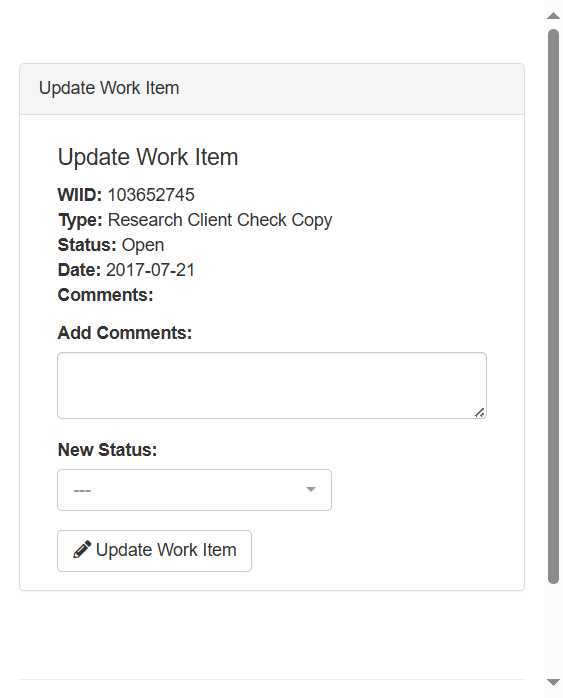 Update Work Item
Update Work Item
WIID: 103652745
Type: Research Client Check Copy
Status: Open
Date: 2017-07-21
Comments:
Add Comments:
New Status:
---
Update Work Item